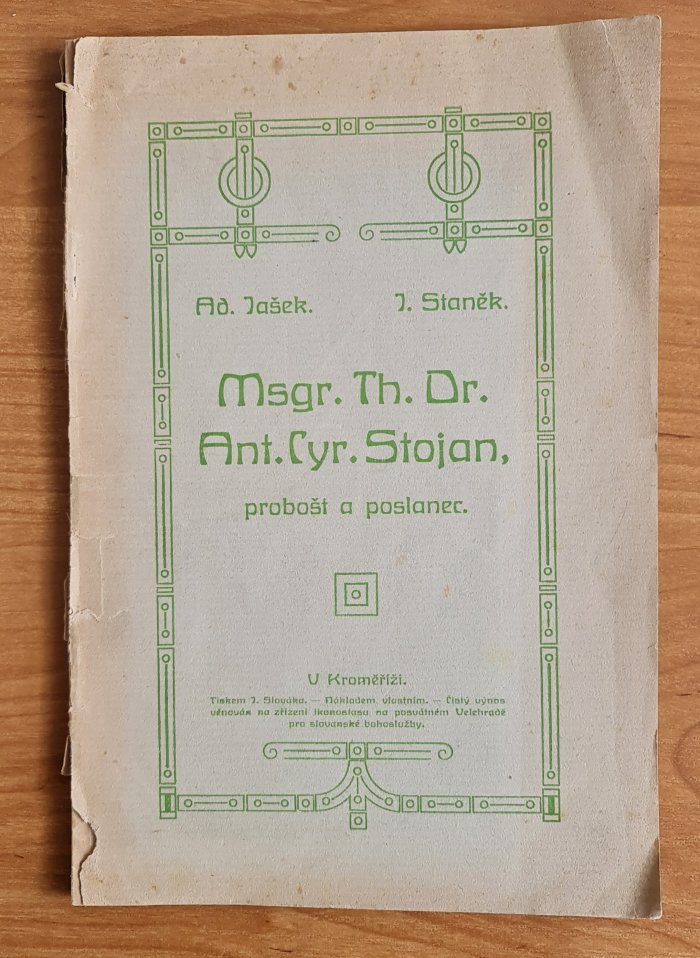 Ad. Jašek. J. Staněk.
Msgr. Th. Dr.
Ant. Cyr. Stojan,
probošt a poslanec.
V Kroměříži.
Tiskem J. Slováka. — Nákladem vlastním. — Čistý výnos
věnován na zřízení ikonostasu na posvátném Velehradě
pro slovanské bohoslužby.